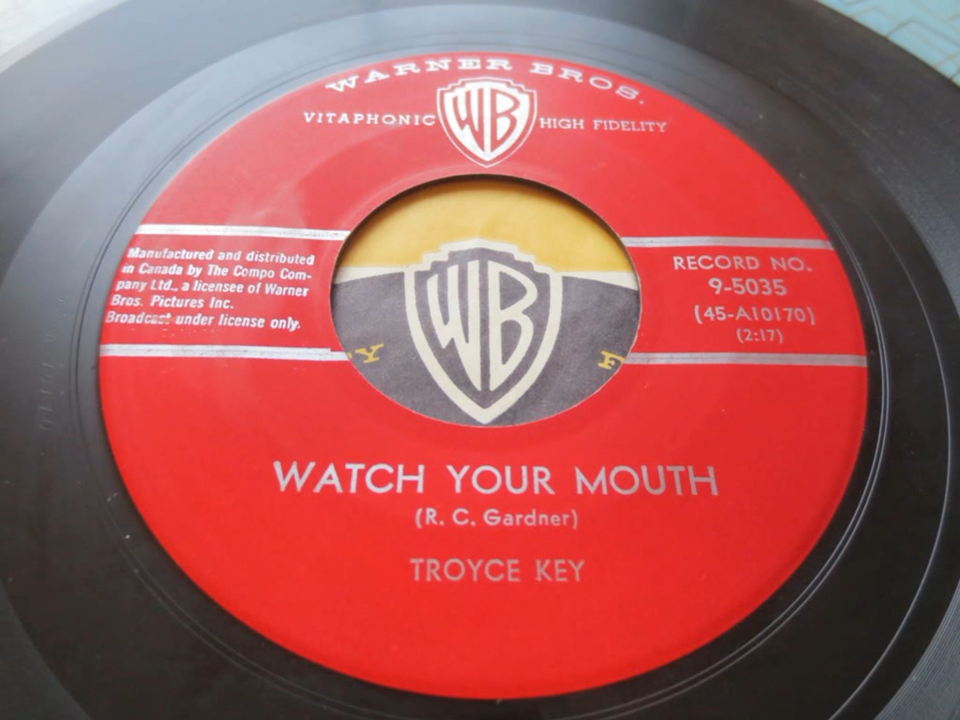 WARNER BROS.
VITAPHONIC WB HIGH FIDELITY
Manufactured and distributed
in Canada by The Compo Com-
pany Ltd., a licensee of Warner
Bros. Pictures Inc.
Broadcast under license only.
RECORD NO.
9-5035
(45-A10170)
(2:17)
WB
Y
WATCH YOUR MOUTH
(R. C. Gardner)
TROYCE KEY